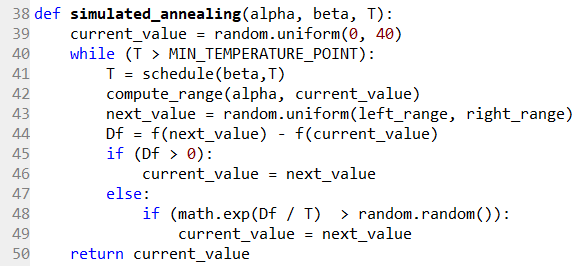 38 def simulated_annealing(alpha, beta, T):
39     current_value = random.uniform(0, 40)
40     while (T > MIN_TEMPERATURE_POINT):
41         T = schedule(beta,T)
42         compute_range(alpha, current_value)
43         next_value = random.uniform(left_range, right_range)
44         Df = f(next_value) - f(current_value)
45         if (Df > 0):
46             current_value = next_value
47         else:
48             if (math.exp(Df / T)  > random.random()):
49                 current_value = next_value
50     return current_value